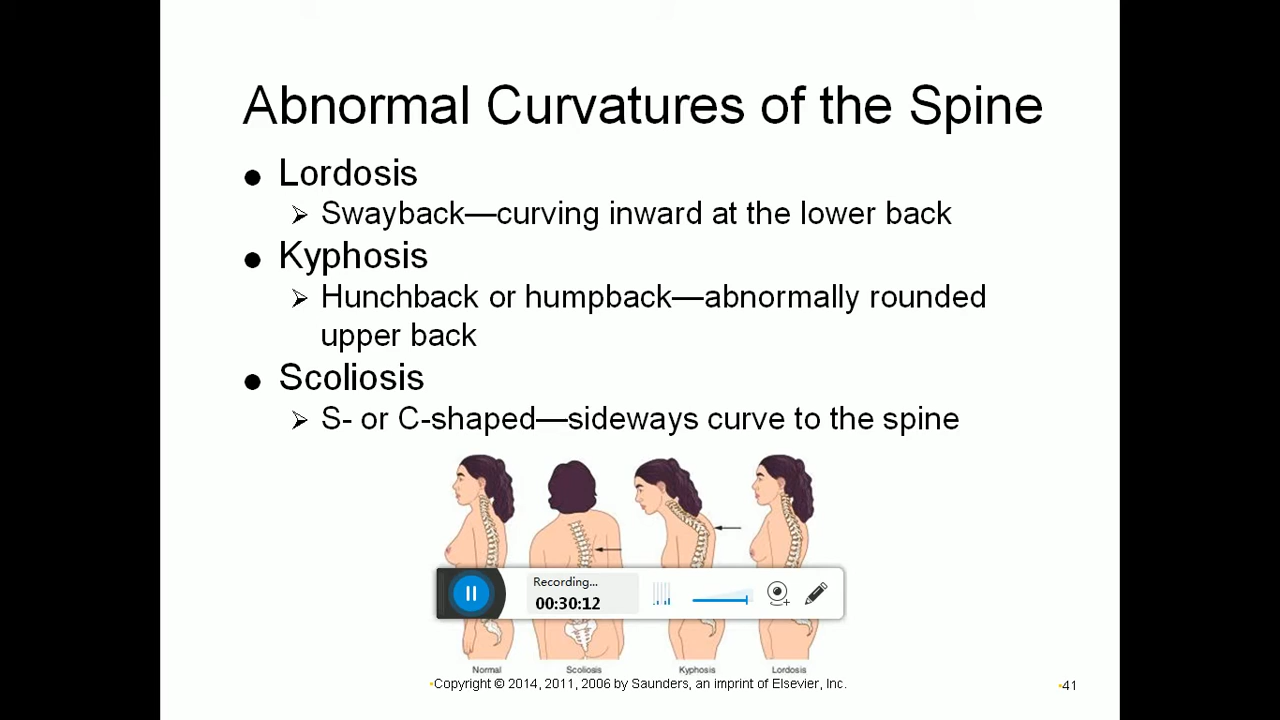 Abnormal Curvatures of the Spine
● Lordosis
➢ Swayback—curving inward at the lower back
● Kyphosis
➢ Hunchback or humpback—abnormally rounded
upper back
● Scoliosis
➢ S- or C-shaped—sideways curve to the spine
Recording...
00:30:12
Normal Scoliosis Kyphosis Lordosis
•Copyright © 2014, 2011, 2006 by Saunders, an imprint of Elsevier, Inc.
•41